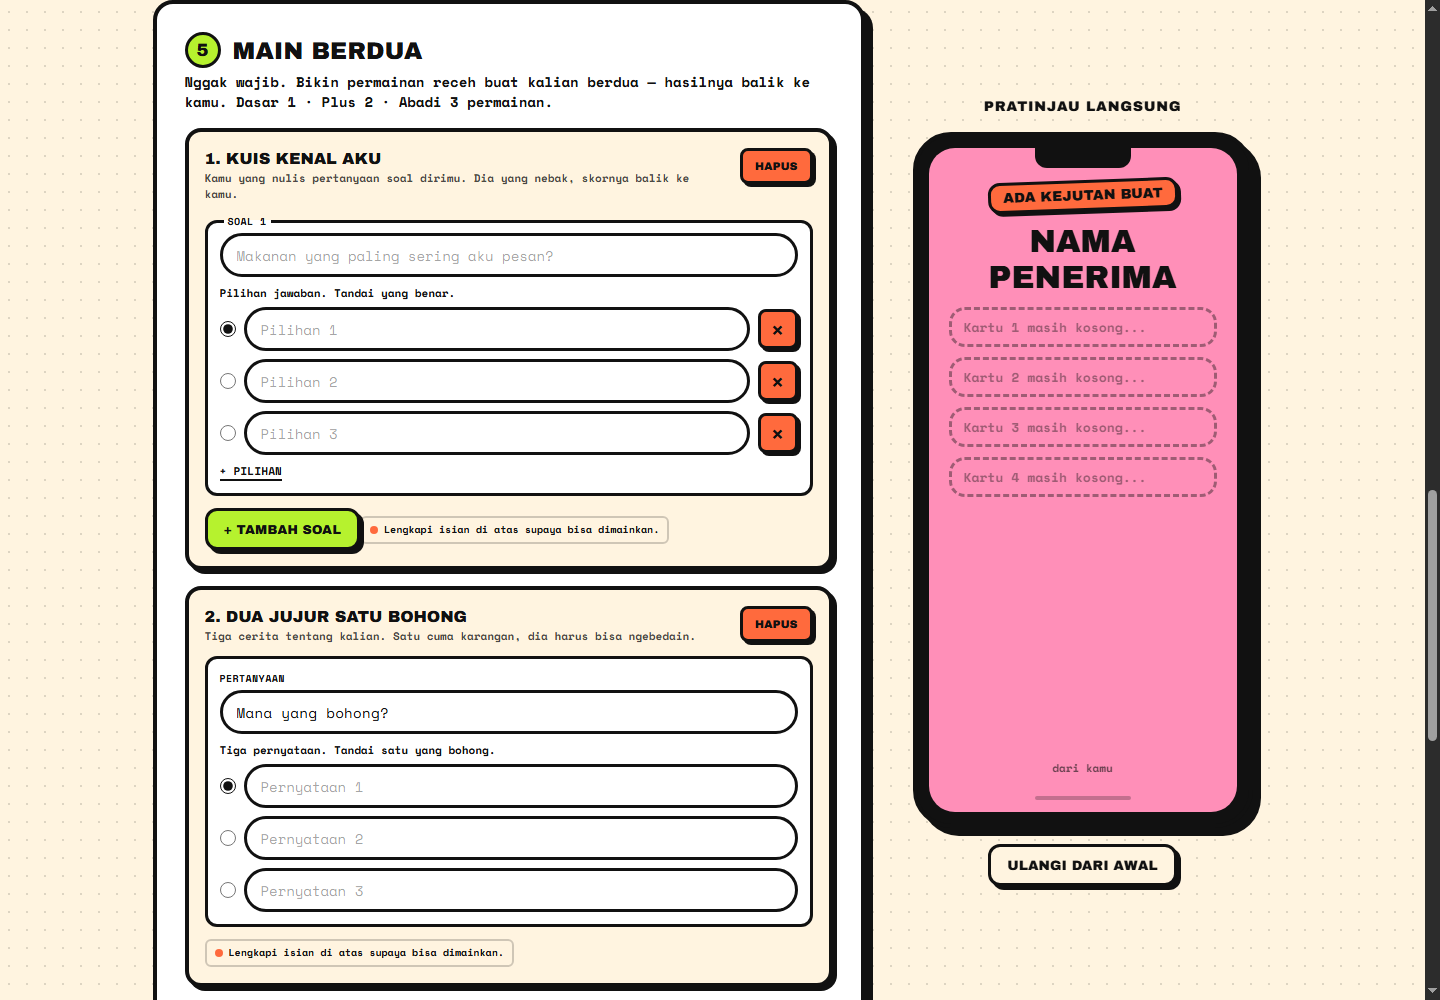 5 MAIN BERDUA
Nggak wajib. Bikin permainan receh buat kalian berdua — hasilnya balik ke
kamu. Dasar 1 · Plus 2 · Abadi 3 permainan.
1. KUIS KENAL AKU
Kamu yang nulis pertanyaan soal dirimu. Dia yang nebak, skornya balik ke
kamu.
HAPUS
SOAL 1
Makanan yang paling sering aku pesan?
Pilihan jawaban. Tandai yang benar.
Pilihan 1
×
Pilihan 2
×
Pilihan 3
×
+ PILIHAN
+ TAMBAH SOAL
Lengkapi isian di atas supaya bisa dimainkan.
2. DUA JUJUR SATU BOHONG
Tiga cerita tentang kalian. Satu cuma karangan, dia harus bisa ngebedain.
HAPUS
PERTANYAAN
Mana yang bohong?
Tiga pernyataan. Tandai satu yang bohong.
Pernyataan 1
Pernyataan 2
Pernyataan 3
Lengkapi isian di atas supaya bisa dimainkan.
PRATINJAU LANGSUNG
ADA KEJUTAN BUAT
NAMA
PENERIMA
Kartu 1 masih kosong...
Kartu 2 masih kosong...
Kartu 3 masih kosong...
Kartu 4 masih kosong...
dari kamu
ULANGI DARI AWAL